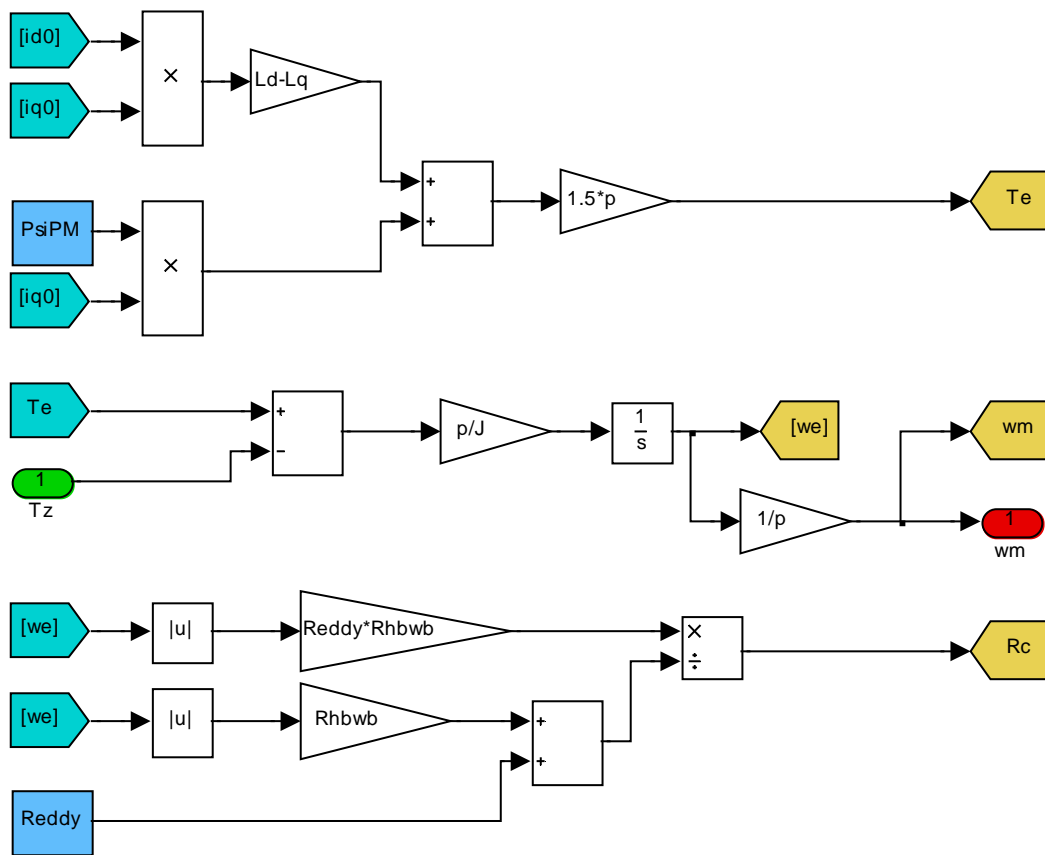 [id0]
×
Ld-Lq
[iq0]
+
+
1.5*p
Te
PsiPM
×
[iq0]
Te
+
−
p/J
1
s
[we]
wm
1
Tz
1/p
1
wm
[we]
|u|
Reddy*Rhbwb
×
÷
Rc
[we]
|u|
Rhbwb
+
+
Reddy